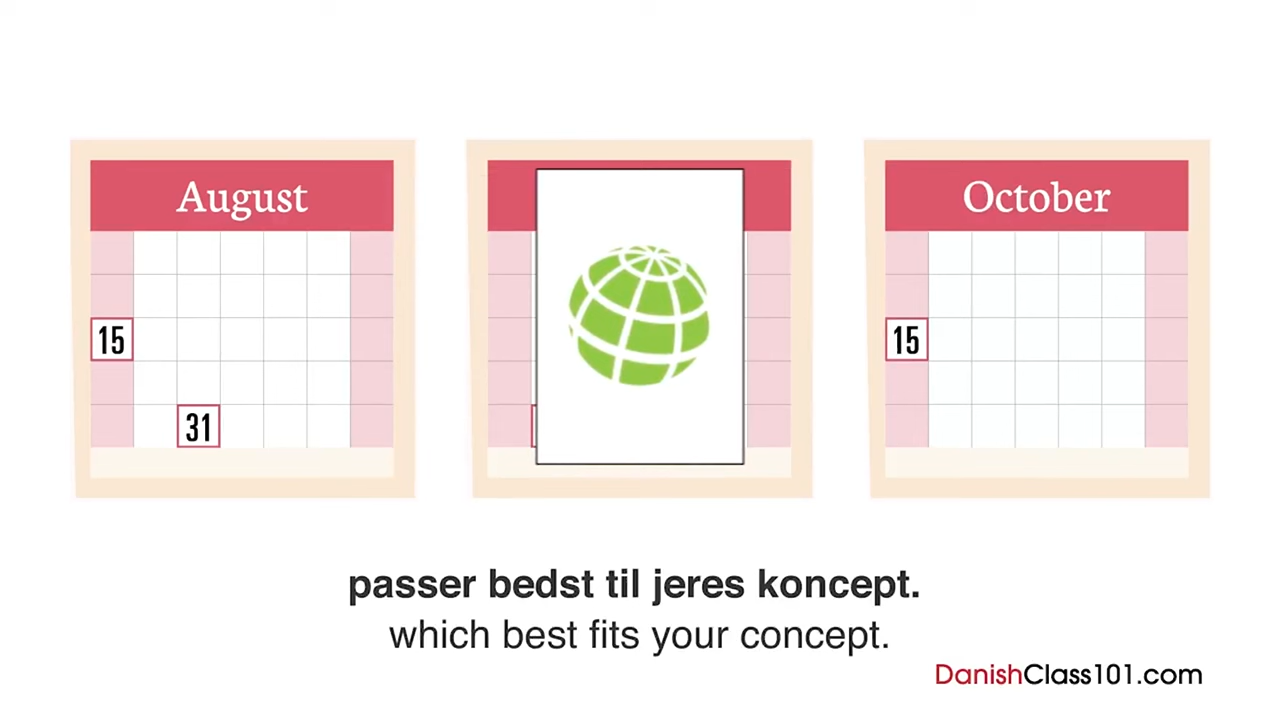 August
October
15
15
31
passer bedst til jeres koncept.
which best fits your concept.
DanishClass101.com